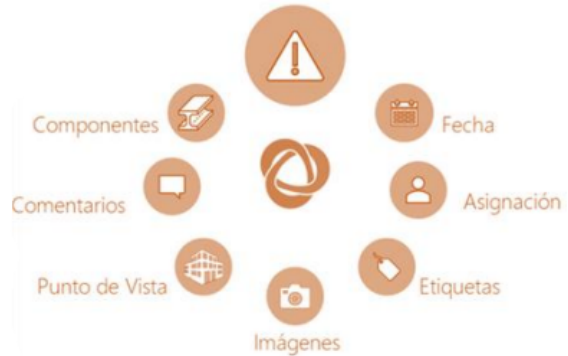 Componentes
Fecha
Comentarios
Asignación
Punto de Vista
Etiquetas
Imágenes